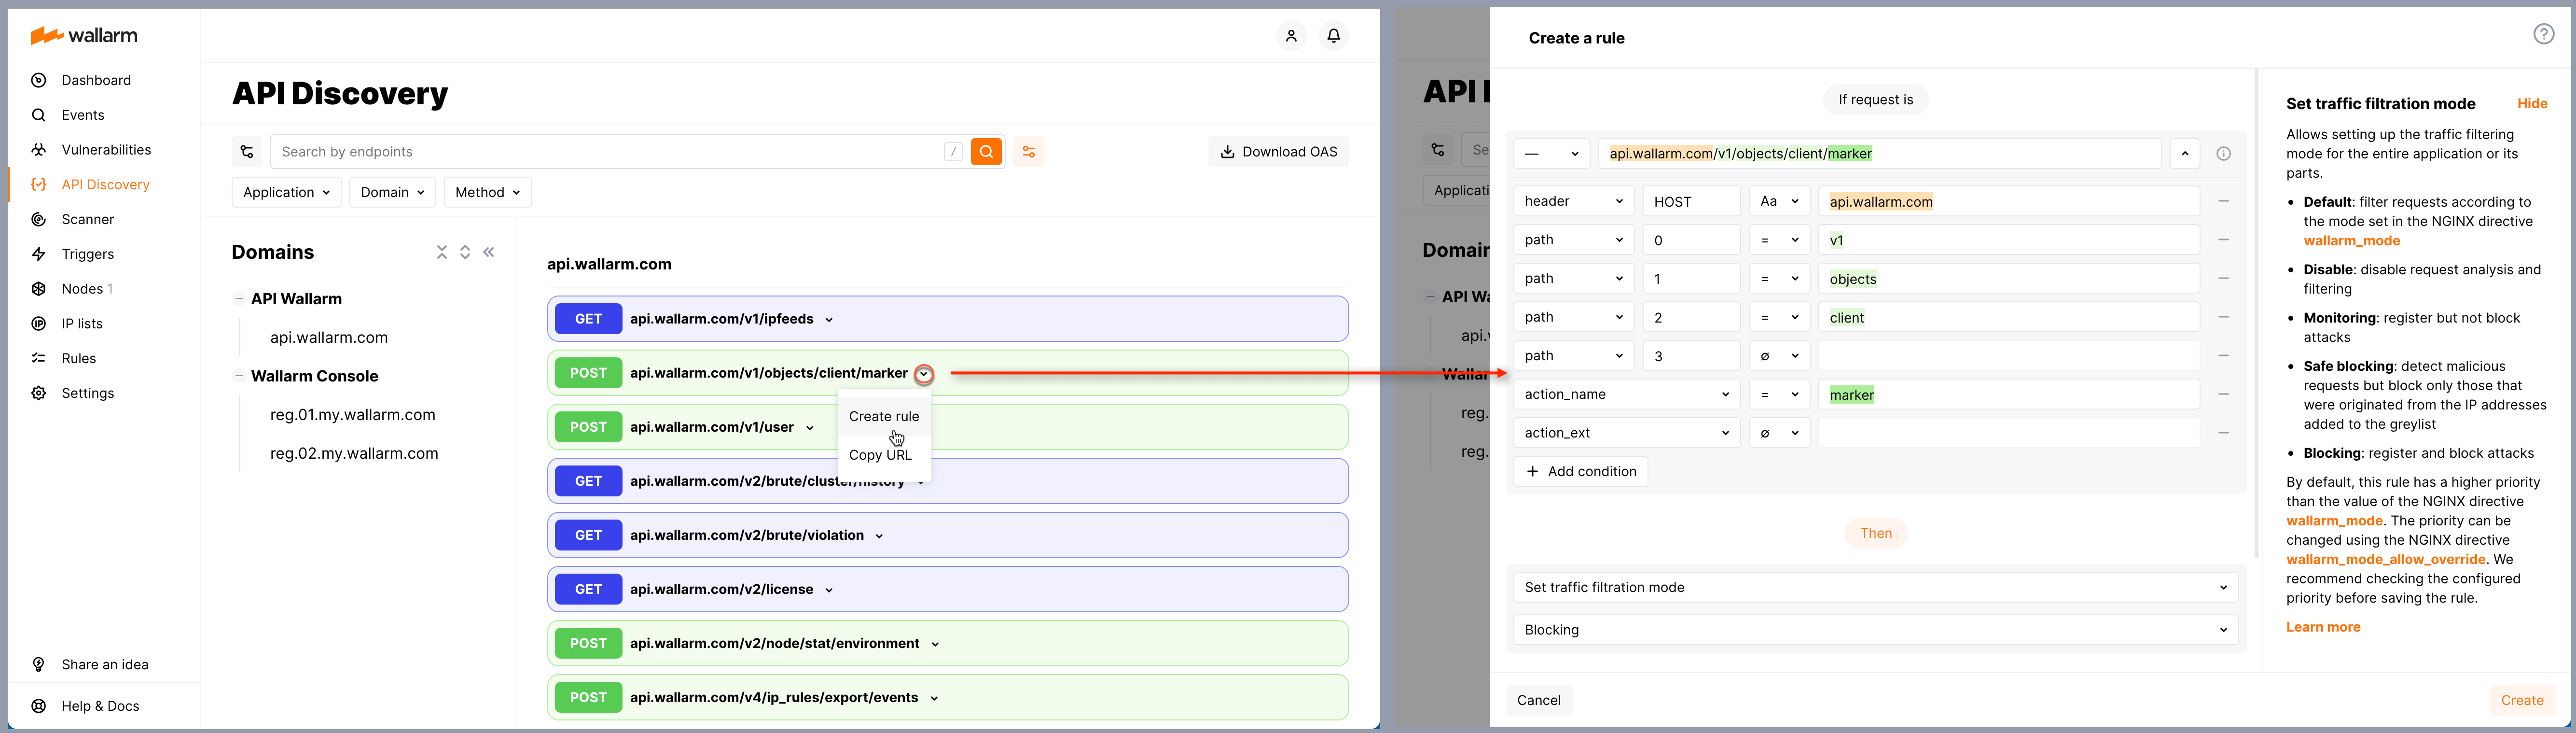 wallarm
Dashboard
Events
Vulnerabilities
API Discovery
Scanner
Triggers
Nodes 1
IP lists
Rules
Settings
Share an idea
Help & Docs
API Discovery
Search by endpoints
/
Download OAS
Application
Domain
Method
Domains
API Wallarm
api.wallarm.com
Wallarm Console
reg.01.my.wallarm.com
reg.02.my.wallarm.com
api.wallarm.com
GET api.wallarm.com/v1/ipfeeds
POST api.wallarm.com/v1/objects/client/marker
Create rule
Copy URL
POST api.wallarm.com/v1/user
GET api.wallarm.com/v2/brute/cluster/history
GET api.wallarm.com/v2/brute/violation
GET api.wallarm.com/v2/license
POST api.wallarm.com/v2/node/stat/environment
POST api.wallarm.com/v4/ip_rules/export/events
API
Se
Applicati
Domain
API Wa
api.
Wallar
reg.
reg.
Create a rule
?
If request is
— api.wallarm.com/v1/objects/client/marker
header HOST Aa api.wallarm.com
path 0 = v1
path 1 = objects
path 2 = client
path 3 ∅
action_name = marker
action_ext ∅
+ Add condition
Then
Set traffic filtration mode
Blocking
Cancel
Create
Set traffic filtration mode Hide
Allows setting up the traffic filtering
mode for the entire application or its
parts.
• Default: filter requests according to
the mode set in the NGINX directive
wallarm_mode
• Disable: disable request analysis and
filtering
• Monitoring: register but not block
attacks
• Safe blocking: detect malicious
requests but block only those that
were originated from the IP addresses
added to the greylist
• Blocking: register and block attacks
By default, this rule has a higher priority
than the value of the NGINX directive
wallarm_mode. The priority can be
changed using the NGINX directive
wallarm_mode_allow_override. We
recommend checking the configured
priority before saving the rule.
Learn more